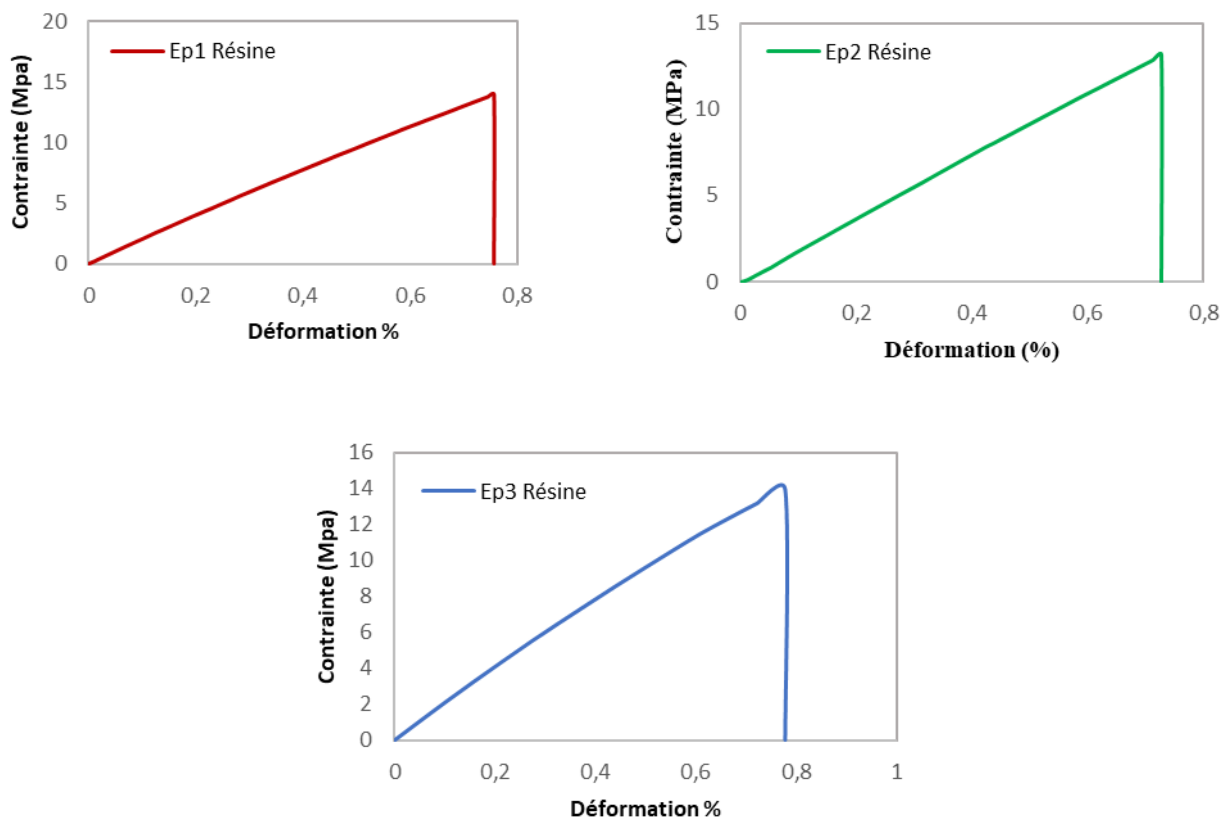 Contrainte (Mpa)
20
15
10
5
0
Ep1 Résine
0 0,2 0,4 0,6 0,8
Déformation %
Contrainte (MPa)
15
10
5
0
Ep2 Résine
0 0,2 0,4 0,6 0,8
Déformation (%)
Contrainte (Mpa)
16
14
12
10
8
6
4
2
0
Ep3 Résine
0 0,2 0,4 0,6 0,8 1
Déformation %